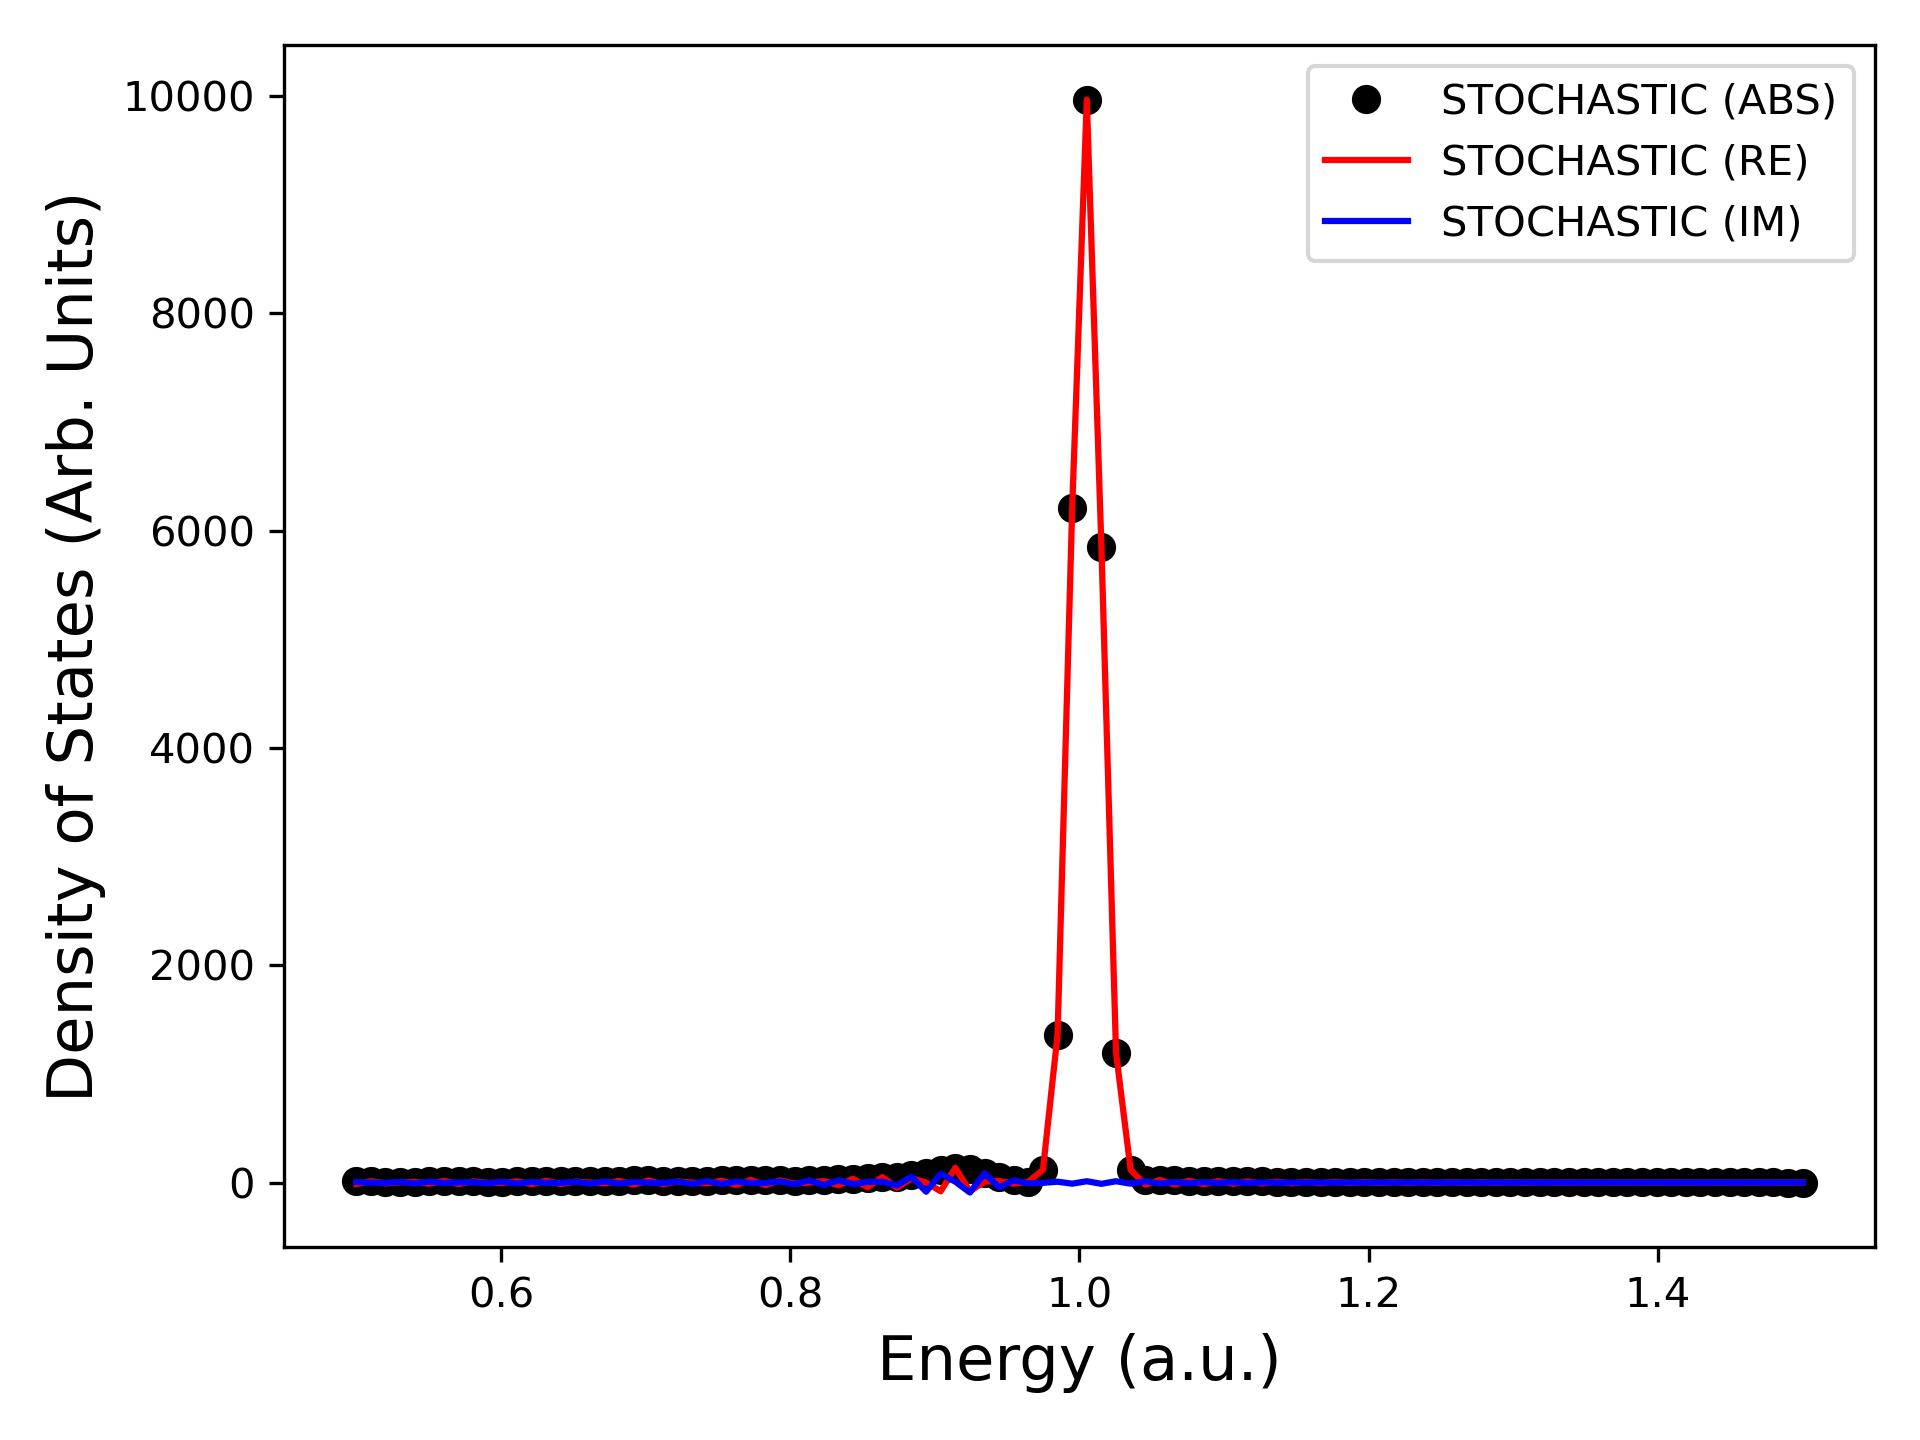 Density of States (Arb. Units)
10000
8000
6000
4000
2000
0
STOCHASTIC (ABS)
STOCHASTIC (RE)
STOCHASTIC (IM)
0.6 0.8 1.0 1.2 1.4
Energy (a.u.)